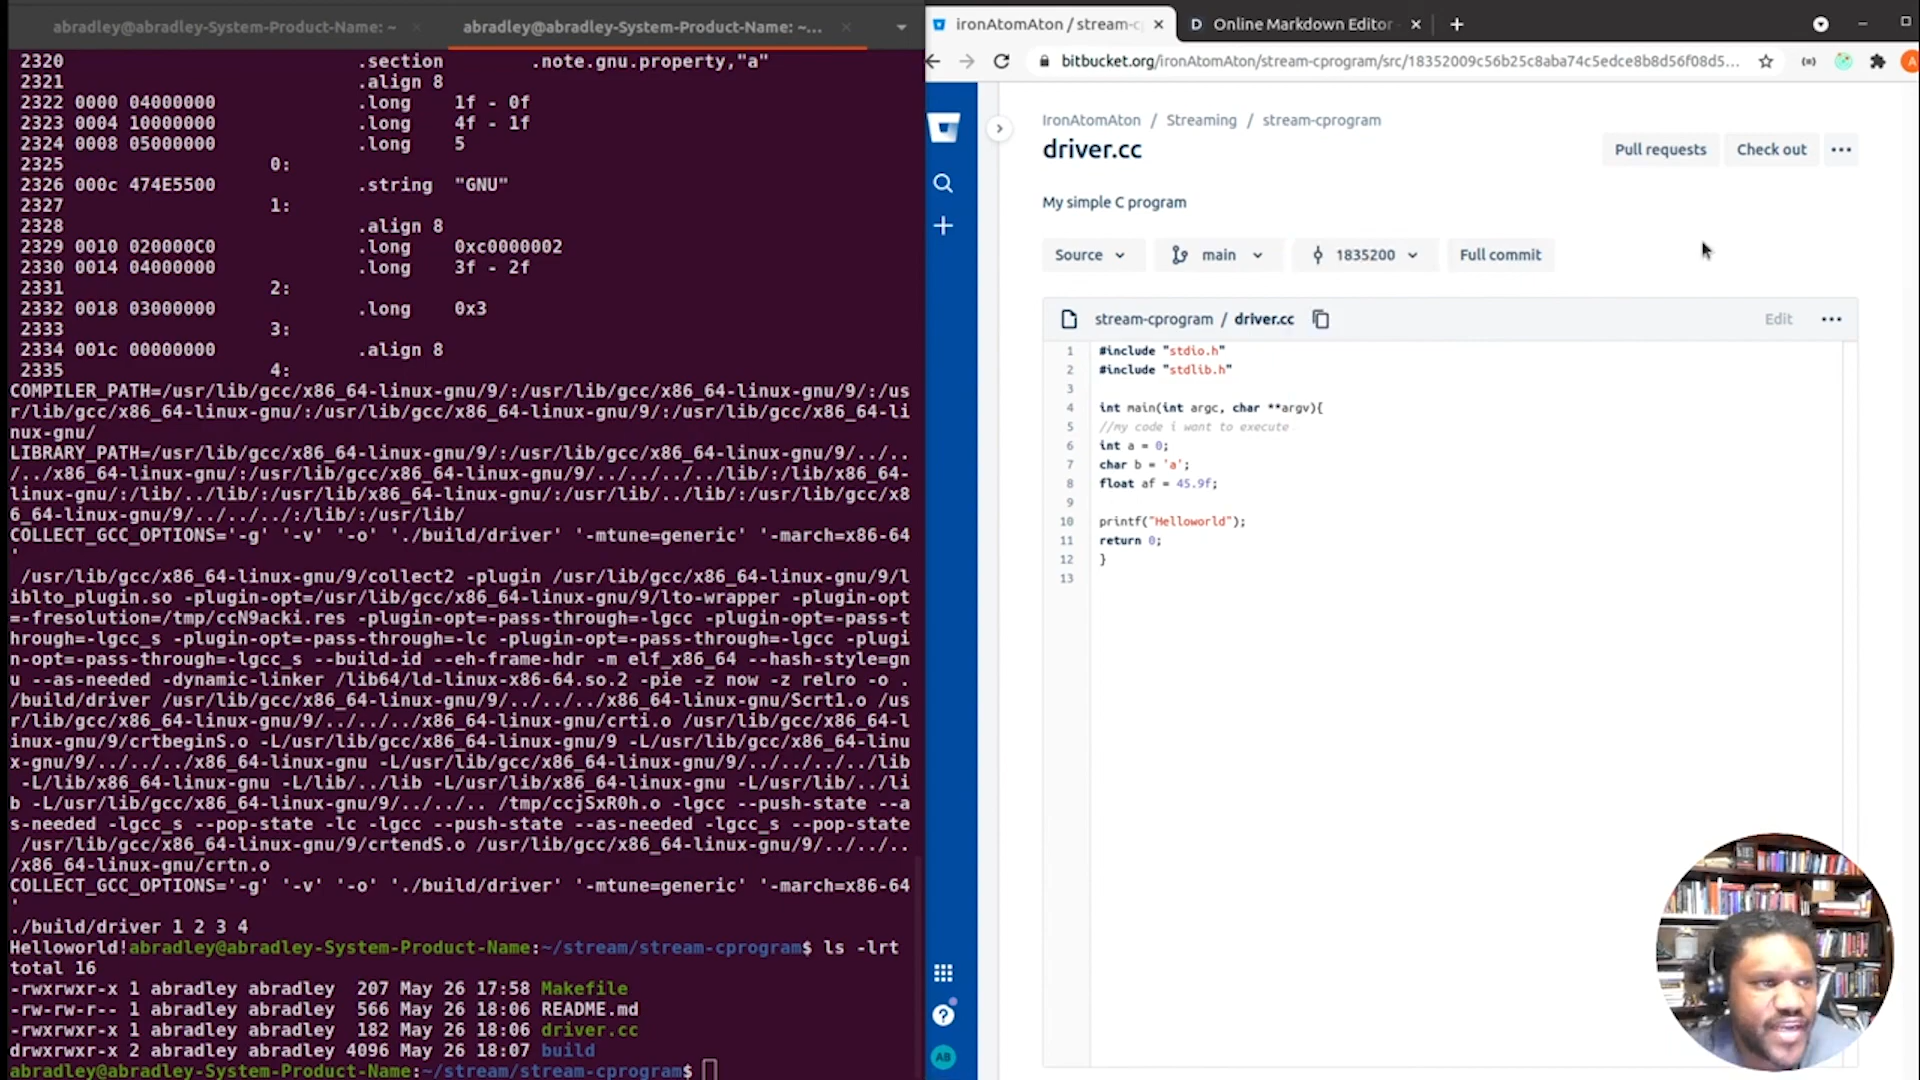 abradley@abradley-System-Product-Name: ~
abradley@abradley-System-Product-Name: ~...
2320 .section .note.gnu.property,"a"
2321 .align 8
2322 0000 04000000 .long 1f - 0f
2323 0004 10000000 .long 4f - 1f
2324 0008 05000000 .long 5
2325 0:
2326 000c 474E5500 .string "GNU"
2327 1:
2328 .align 8
2329 0010 020000C0 .long 0xc0000002
2330 0014 04000000 .long 3f - 2f
2331 2:
2332 0018 03000000 .long 0x3
2333 3:
2334 001c 00000000 .align 8
2335 4:
COMPILER_PATH=/usr/lib/gcc/x86_64-linux-gnu/9/:/usr/lib/gcc/x86_64-linux-gnu/9/:/us
r/lib/gcc/x86_64-linux-gnu/:/usr/lib/gcc/x86_64-linux-gnu/9/:/usr/lib/gcc/x86_64-li
nux-gnu/
LIBRARY_PATH=/usr/lib/gcc/x86_64-linux-gnu/9/:/usr/lib/gcc/x86_64-linux-gnu/9/../..
/../x86_64-linux-gnu/:/usr/lib/gcc/x86_64-linux-gnu/9/../../../../lib/:/lib/x86_64-
linux-gnu/:/lib/../lib/:/usr/lib/x86_64-linux-gnu/:/usr/lib/../lib/:/usr/lib/gcc/x8
6_64-linux-gnu/9/../../../:/lib/:/usr/lib/
COLLECT_GCC_OPTIONS='-g' '-v' '-o' './build/driver' '-mtune=generic' '-march=x86-64
'
/usr/lib/gcc/x86_64-linux-gnu/9/collect2 -plugin /usr/lib/gcc/x86_64-linux-gnu/9/l
iblto_plugin.so -plugin-opt=/usr/lib/gcc/x86_64-linux-gnu/9/lto-wrapper -plugin-opt
=-fresolution=/tmp/ccN9acki.res -plugin-opt=-pass-through=-lgcc -plugin-opt=-pass-t
hrough=-lgcc_s -plugin-opt=-pass-through=-lc -plugin-opt=-pass-through=-lgcc -plugi
n-opt=-pass-through=-lgcc_s --build-id --eh-frame-hdr -m elf_x86_64 --hash-style=gn
u --as-needed -dynamic-linker /lib64/ld-linux-x86-64.so.2 -pie -z now -z relro -o .
/build/driver /usr/lib/gcc/x86_64-linux-gnu/9/../../../x86_64-linux-gnu/Scrt1.o /us
r/lib/gcc/x86_64-linux-gnu/9/../../../x86_64-linux-gnu/crti.o /usr/lib/gcc/x86_64-l
inux-gnu/9/crtbeginS.o -L/usr/lib/gcc/x86_64-linux-gnu/9 -L/usr/lib/gcc/x86_64-linu
x-gnu/9/../../../x86_64-linux-gnu -L/usr/lib/gcc/x86_64-linux-gnu/9/../../../../lib
-L/lib/x86_64-linux-gnu -L/lib/../lib -L/usr/lib/x86_64-linux-gnu -L/usr/lib/../li
b -L/usr/lib/gcc/x86_64-linux-gnu/9/../../.. /tmp/ccjSxR0h.o -lgcc --push-state --a
s-needed -lgcc_s --pop-state -lc -lgcc --push-state --as-needed -lgcc_s --pop-state
/usr/lib/gcc/x86_64-linux-gnu/9/crtendS.o /usr/lib/gcc/x86_64-linux-gnu/9/../../..
/x86_64-linux-gnu/crtn.o
COLLECT_GCC_OPTIONS='-g' '-v' '-o' './build/driver' '-mtune=generic' '-march=x86-64
'
./build/driver 1 2 3 4
Helloworld!abradley@abradley-System-Product-Name:~/stream/stream-cprogram$ ls -lrt
total 16
-rwxrwxr-x 1 abradley abradley 207 May 26 17:58 Makefile
-rw-rw-r-- 1 abradley abradley 566 May 26 18:06 README.md
-rwxrwxr-x 1 abradley abradley 182 May 26 18:06 driver.cc
drwxrwxr-x 2 abradley abradley 4096 May 26 18:07 build
abradley@abradley-System-Product-Name:~/stream/stream-cprogram$
ironAtomAton / stream-c
Online Markdown Editor
bitbucket.org/ironAtomAton/stream-cprogram/src/18352009c56b25c8aba74c5edce8b8d56f08d5...
IronAtomAton / Streaming / stream-cprogram
driver.cc
Pull requests
Check out
My simple C program
Source
main
1835200
Full commit
stream-cprogram / driver.cc
Edit
1 #include "stdio.h"
2 #include "stdlib.h"
3
4 int main(int argc, char **argv){
5 //my code i want to execute
6 int a = 0;
7 char b = 'a';
8 float af = 45.9f;
9
10 printf("Helloworld");
11 return 0;
12 }
13
AB